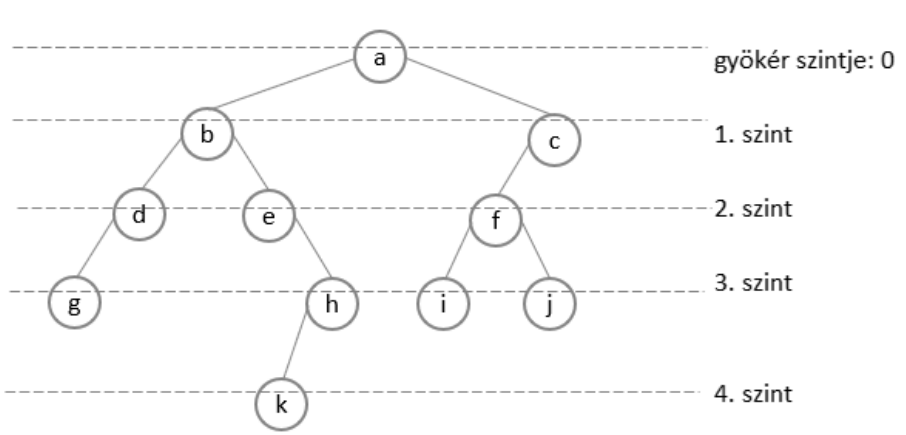 a
gyökér szintje: 0
b
c
1. szint
d
e
f
2. szint
g
h
i
j
3. szint
k
4. szint